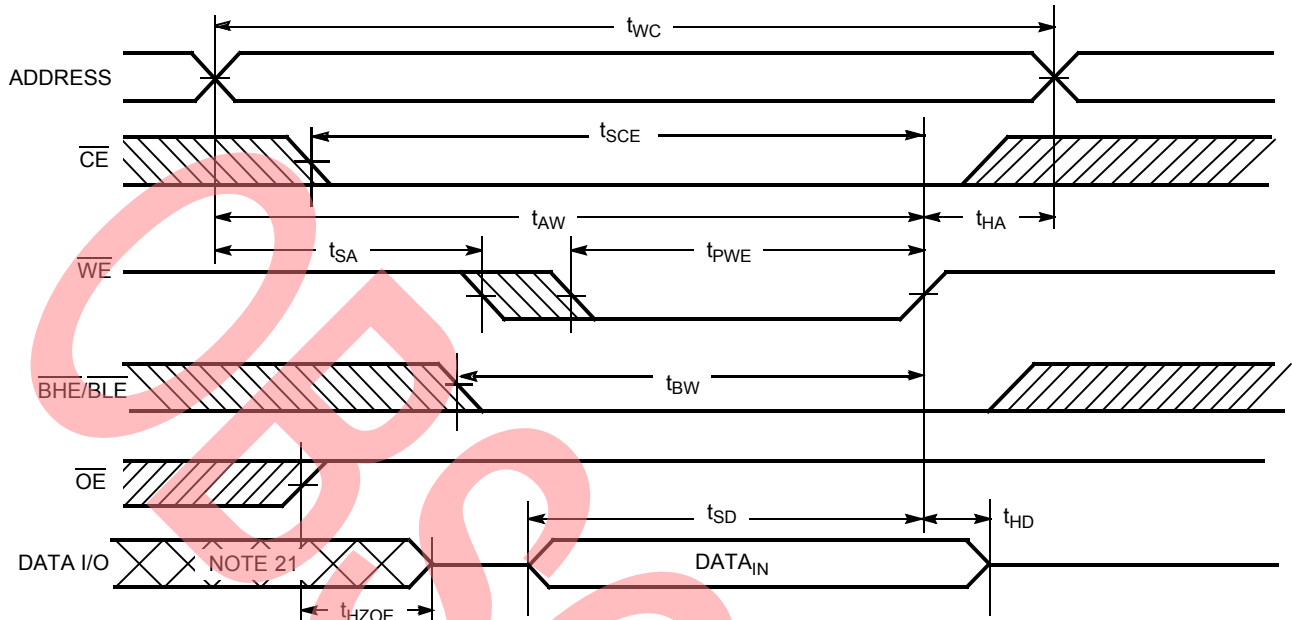 tWC
ADDRESS
tSCE
CE
tAW
tHA
tSA
tPWE
WE
tBW
BHE/BLE
OE
tSD
tHD
DATA I/O
NOTE 21
DATAIN
tHZOE
OBS